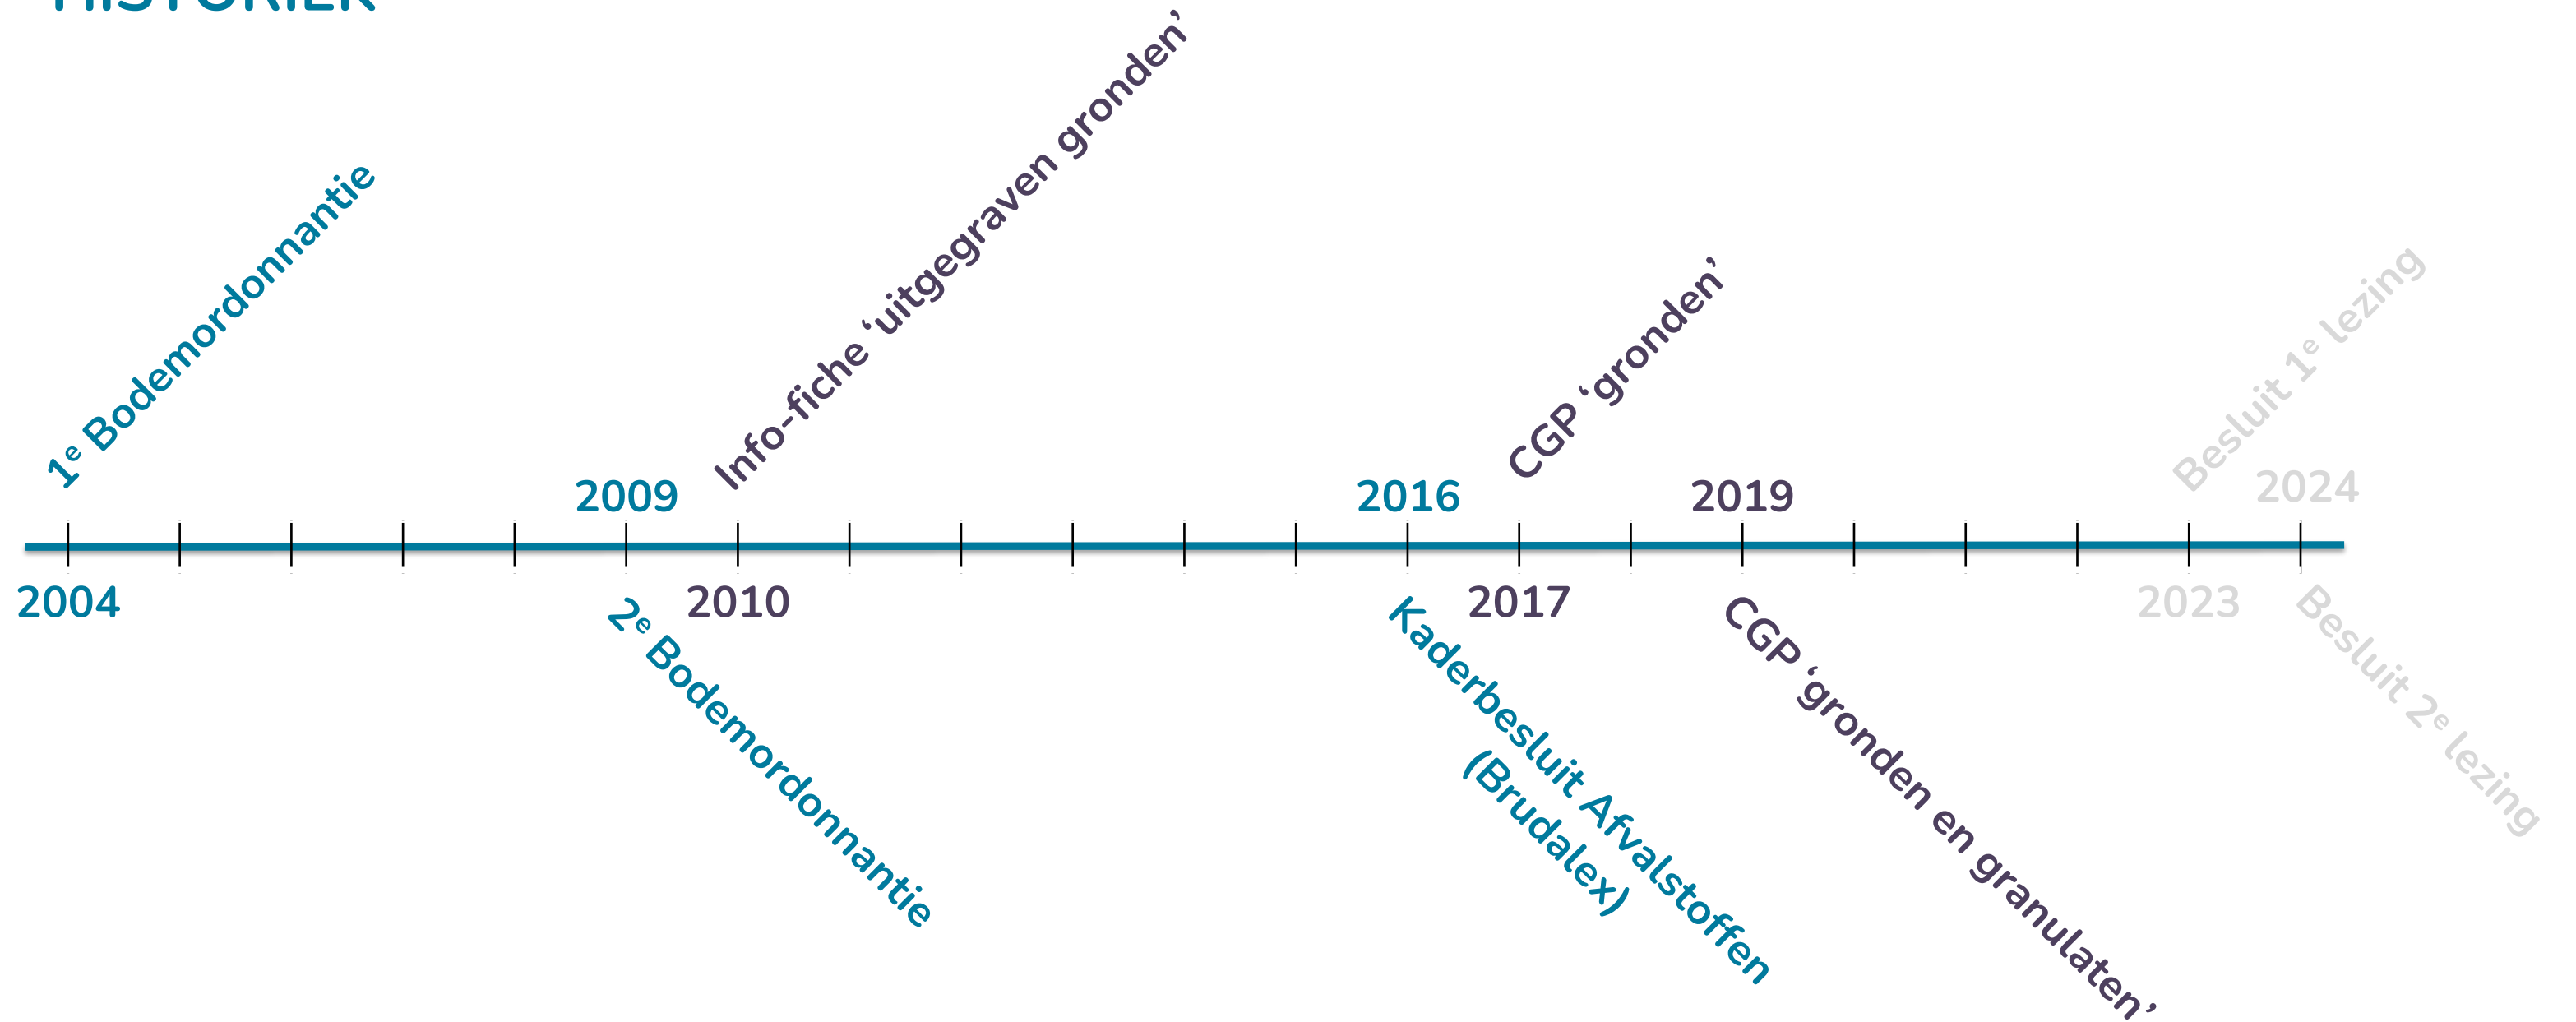 HISTORIEK
1e Bodemordonnantie
2004
2009
2e Bodemordonnantie
Info-fiche ‘uitgegraven gronden’
2010
2016
Kaderbesluit Afvalstoffen
(Brudalex)
CGP ‘gronden’
2017
2019
CGP ‘gronden en granulaten’
Besluit 1e lezing
2023
2024
Besluit 2e lezing